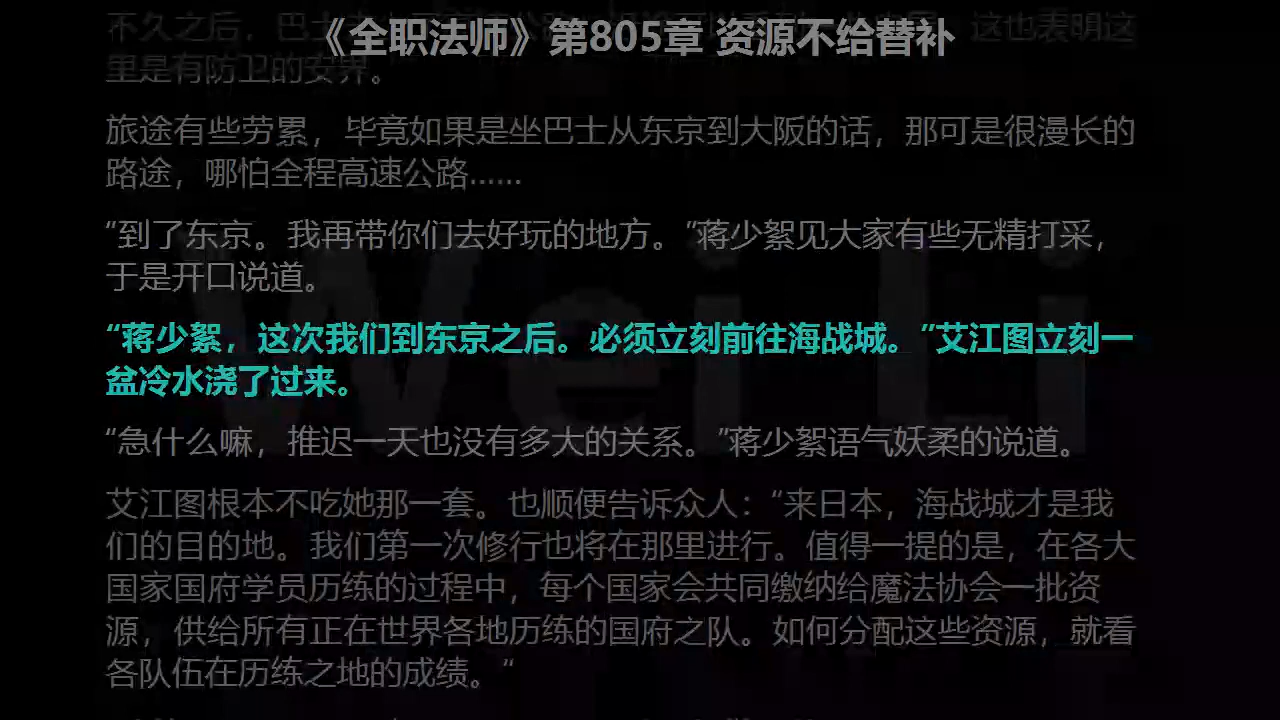 《全职法师》第805章 资源不给替补
不久之后，巴士
这也表明这
里是有防卫的安界。
旅途有些劳累，毕竟如果是坐巴士从东京到大阪的话，那可是很漫长的
路途，哪怕全程高速公路……
“到了东京。我再带你们去好玩的地方。”蒋少絮见大家有些无精打采，
于是开口说道。
“蒋少絮，这次我们到东京之后。必须立刻前往海战城。”艾江图立刻一
盆冷水浇了过来。
“急什么嘛，推迟一天也没有多大的关系。”蒋少絮语气妖柔的说道。
艾江图根本不吃她那一套。也顺便告诉众人：“来日本，海战城才是我
们的目的地。我们第一次修行也将在那里进行。值得一提的是，在各大
国家国府学员历练的过程中，每个国家会共同缴纳给魔法协会一批资
源，供给所有正在世界各地历练的国府之队。如何分配这些资源，就看
各队伍在历练之地的成绩。“
Wei Li